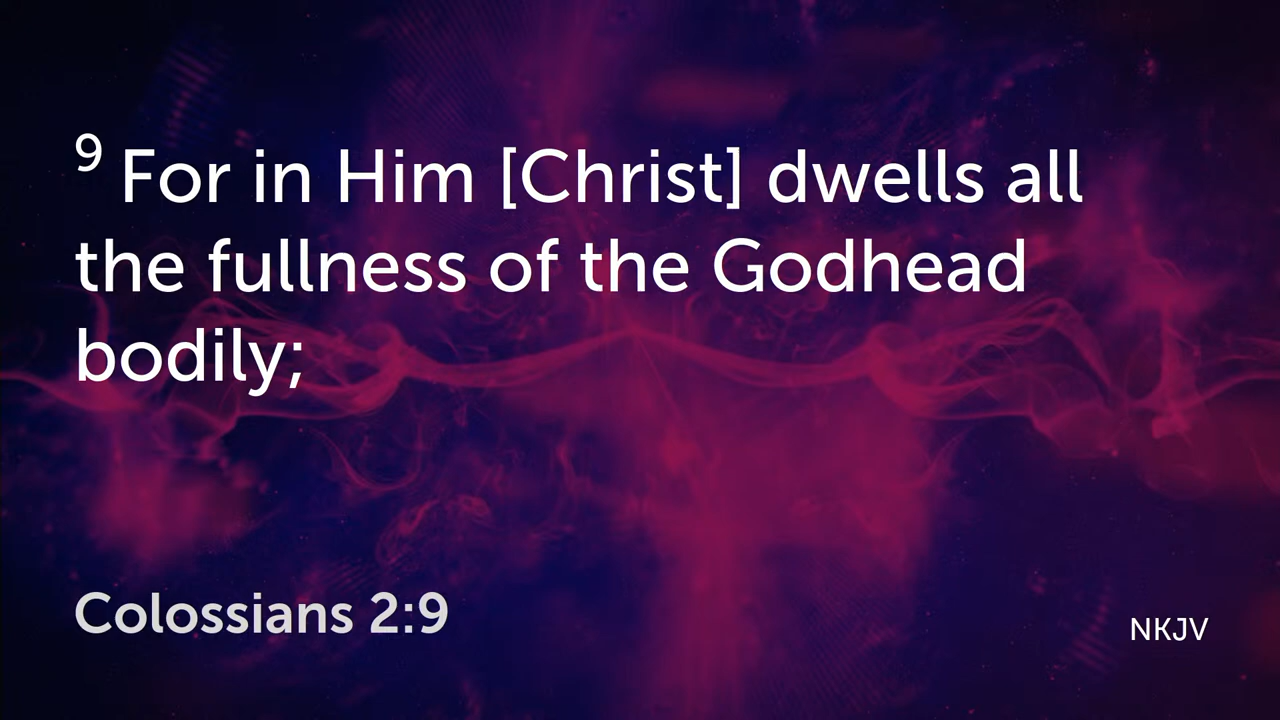 9 For in Him [Christ] dwells all
the fullness of the Godhead
bodily;
Colossians 2:9
NKJV